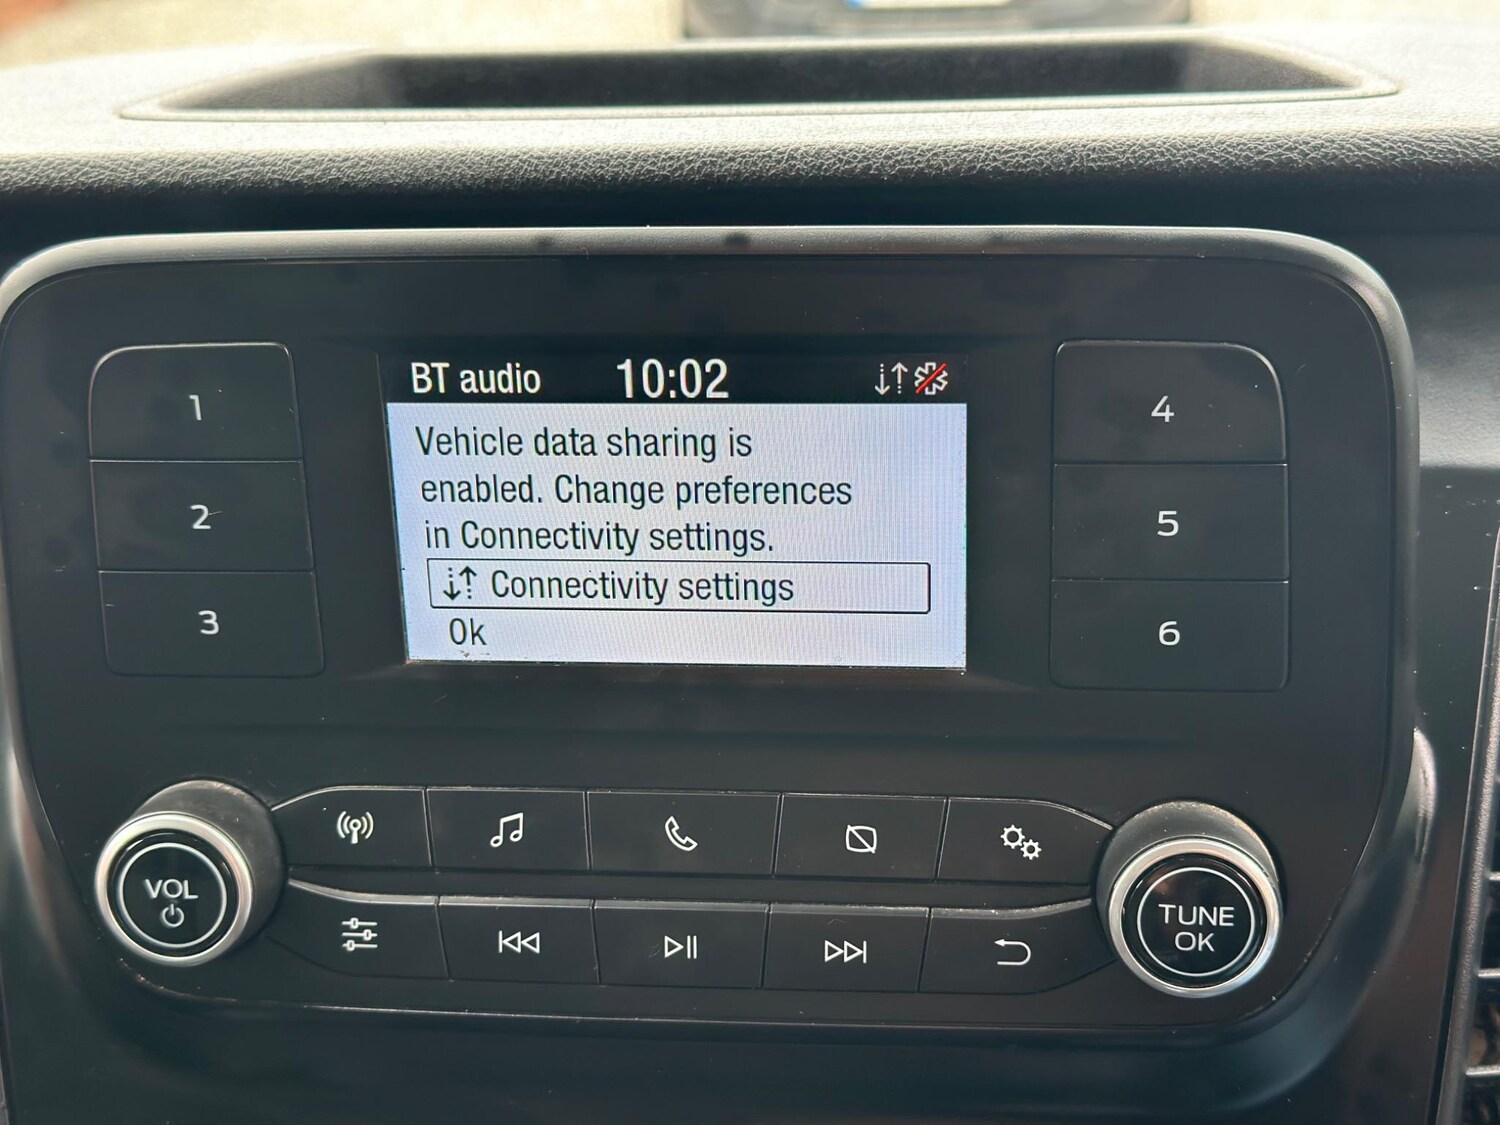 BT audio 10:02
Vehicle data sharing is
enabled. Change preferences
in Connectivity settings.
Connectivity settings
Ok
1
2
3
4
5
6
VOL
TUNE
OK